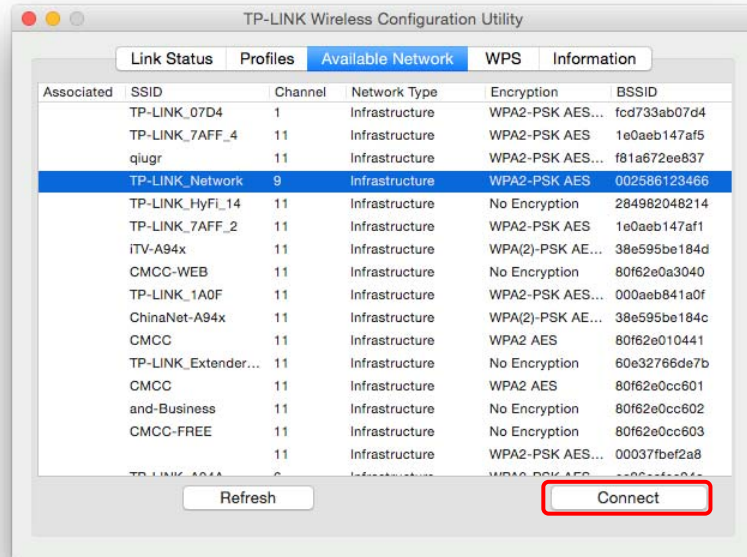 TP-LINK Wireless Configuration Utility
Link Status Profiles Available Network WPS Information
Associated SSID Channel Network Type Encryption BSSID
TP-LINK_07D4 1 Infrastructure WPA2-PSK AES... fcd733ab07d4
TP-LINK_7AFF_4 11 Infrastructure WPA2-PSK AES... 1e0aeb147af5
qiugr 11 Infrastructure WPA2-PSK AES... f81a672ee837
TP-LINK_Network 9 Infrastructure WPA2-PSK AES 002586123466
TP-LINK_HyFi_14 11 Infrastructure No Encryption 284982048214
TP-LINK_7AFF_2 11 Infrastructure WPA2-PSK AES 1e0aeb147af1
iTV-A94x 11 Infrastructure WPA(2)-PSK AE... 38e595be184d
CMCC-WEB 11 Infrastructure No Encryption 80f62e0a3040
TP-LINK_1A0F 11 Infrastructure WPA2-PSK AES... 000aeb841a0f
ChinaNet-A94x 11 Infrastructure WPA(2)-PSK AE... 38e595be184c
CMCC 11 Infrastructure WPA2 AES 80f62e010441
TP-LINK_Extender... 11 Infrastructure No Encryption 60e32766de7b
CMCC 11 Infrastructure WPA2 AES 80f62e0cc601
and-Business 11 Infrastructure No Encryption 80f62e0cc602
CMCC-FREE 11 Infrastructure No Encryption 80f62e0cc603
11 Infrastructure WPA2-PSK AES... 00037fbef2a8
Refresh Connect